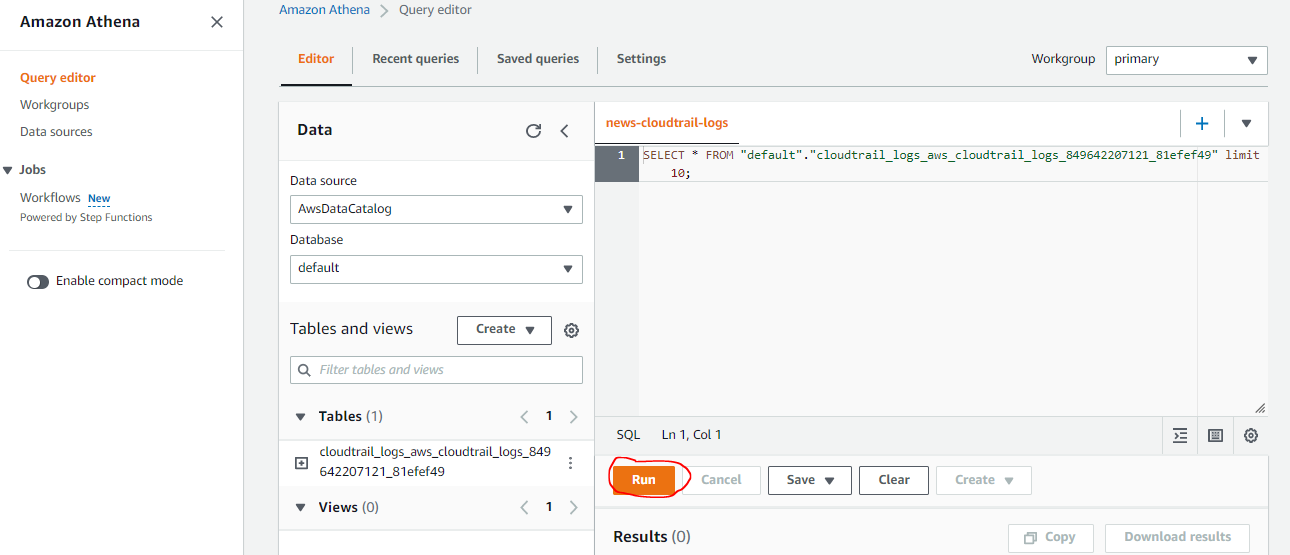 Amazon Athena
Query editor
Workgroups
Data sources
Jobs
Workflows New
Powered by Step Functions
Enable compact mode
Amazon Athena > Query editor
Editor Recent queries Saved queries Settings
Workgroup primary
Data
Data source
AwsDataCatalog
Database
default
Tables and views Create
Filter tables and views
Tables (1) 1
cloudtrail_logs_aws_cloudtrail_logs_849
642207121_81efef49
Views (0) 1
news-cloudtrail-logs
1 SELECT * FROM "default"."cloudtrail_logs_aws_cloudtrail_logs_849642207121_81efef49" limit
10;
SQL Ln 1, Col 1
Run Cancel Save Clear Create
Results (0) Copy Download results